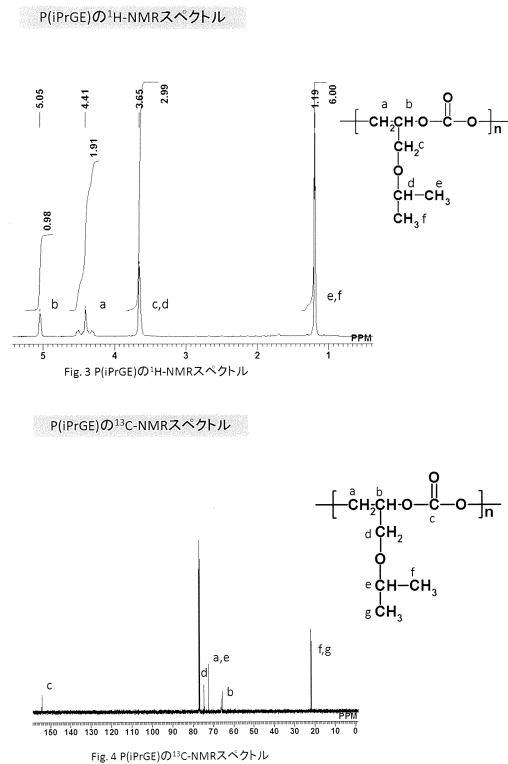 P(iPrGE)の¹H-NMRスペクトル
5.05
4.41
3.65
2.99
1.19
6.00
1.91
0.98
a b
O
CH₂ CH O C O n
CH₂ c
O
d e
CH CH₃
CH₃ f
b a c,d e,f
PPM
5 4 3 2 1
Fig. 3 P(iPrGE)の¹H-NMRスペクトル
P(iPrGE)の¹³C-NMRスペクトル
O
a b
CH₂ CH O C O n
c
d CH₂
O
f
e CH CH₃
g CH₃
c d a,e b f,g
PPM
150 140 130 120 110 100 90 80 70 60 50 40 30 20 10 0
Fig. 4 P(iPrGE)の¹³C-NMRスペクトル